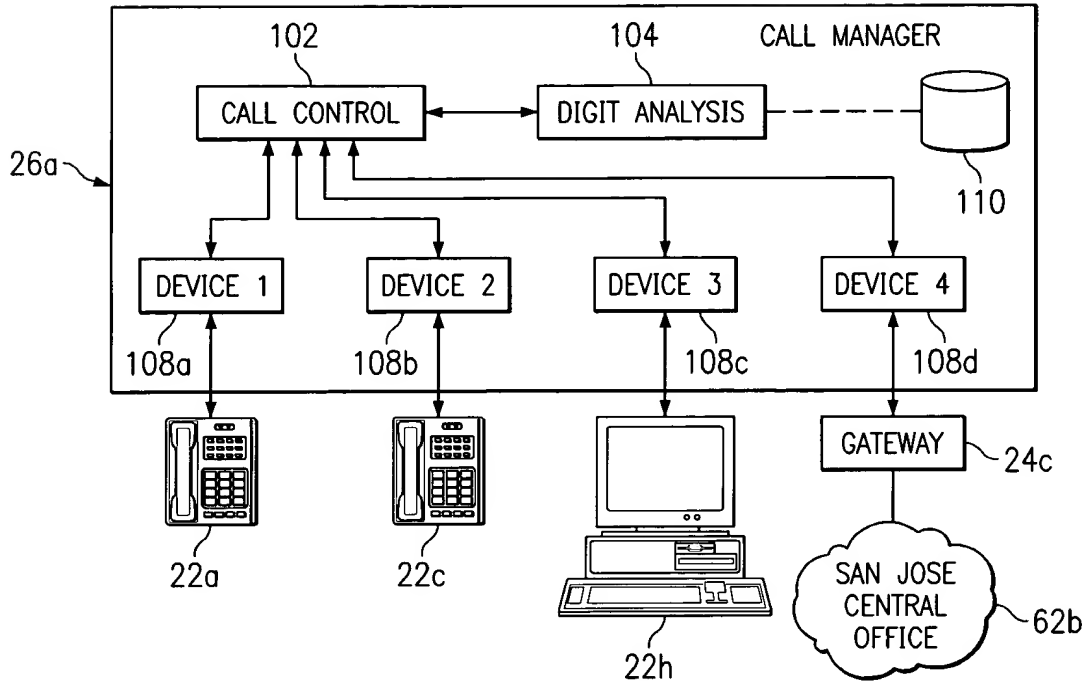 102
104
CALL MANAGER
CALL CONTROL
DIGIT ANALYSIS
26a
110
DEVICE 1
DEVICE 2
DEVICE 3
DEVICE 4
108a
108b
108c
108d
GATEWAY
24c
22a
22c
22h
SAN JOSE
CENTRAL
OFFICE
62b